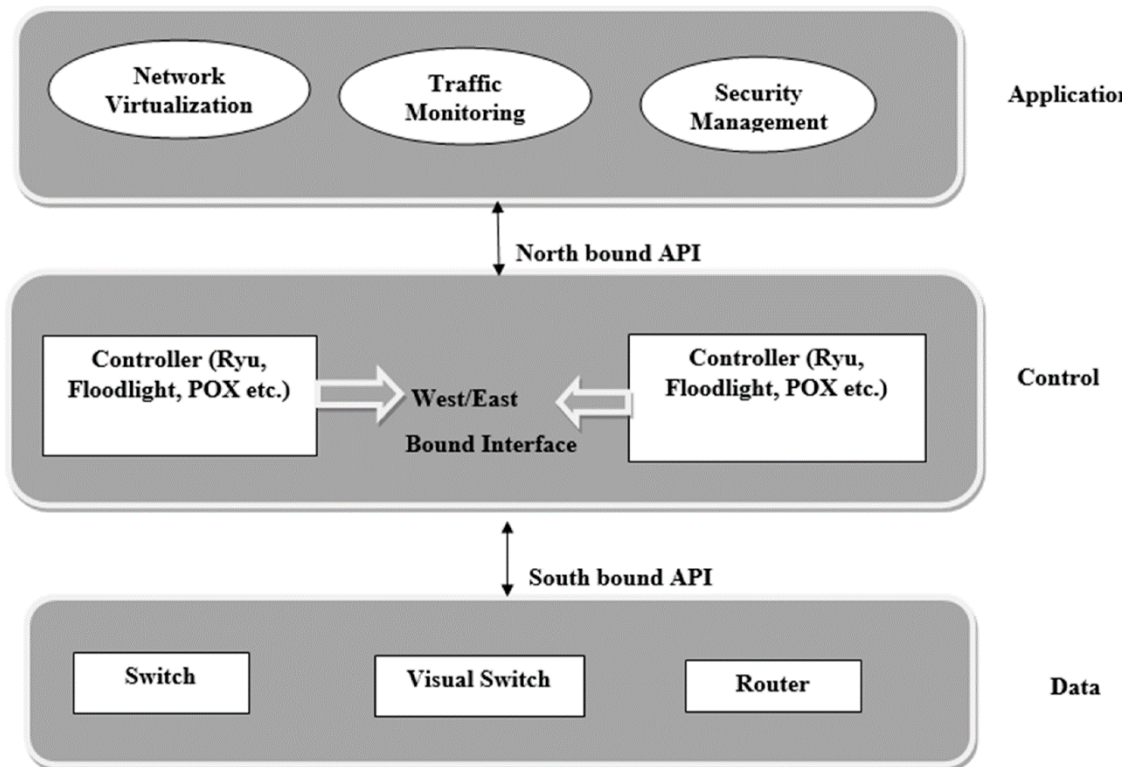 Network
Virtualization
Traffic
Monitoring
Security
Management
Application
North bound API
Controller (Ryu,
Floodlight, POX etc.)
West/East
Bound Interface
Controller (Ryu,
Floodlight, POX etc.)
Control
South bound API
Switch
Visual Switch
Router
Data